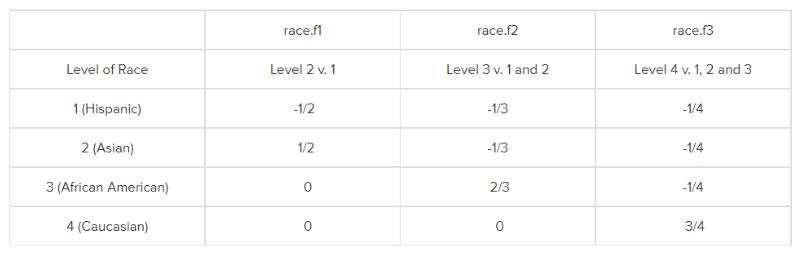 race.f1 race.f2 race.f3
Level of Race Level 2 v. 1 Level 3 v. 1 and 2 Level 4 v. 1, 2 and 3
1 (Hispanic) -1/2 -1/3 -1/4
2 (Asian) 1/2 -1/3 -1/4
3 (African American) 0 2/3 -1/4
4 (Caucasian) 0 0 3/4